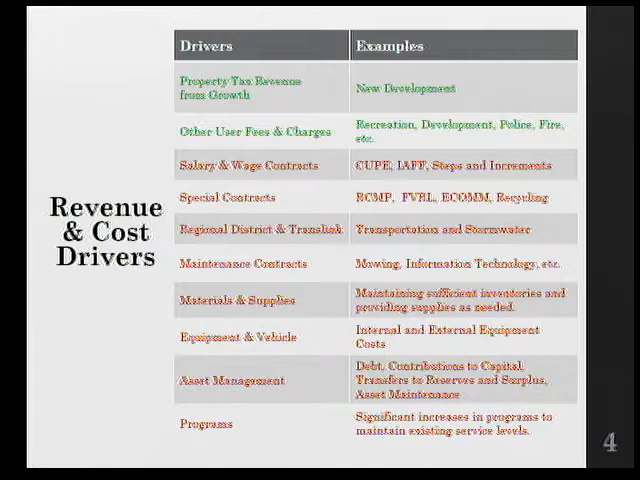 Drivers Examples
Property Tax Revenue
from Growth
New Development
Other User Fees & Charges
Recreation, Development, Police, Fire,
etc.
Salary & Wage Contracts
CUPE, IAFF, Steps and Increments
Special Contracts
RCMP, FVRL, ECOMM, Recycling
Revenue
& Cost
Drivers
Regional District & Translink
Transportation and Stormwater
Maintenance Contracts
Mowing, Information Technology, etc.
Materials & Supplies
Maintaining sufficient inventories and
providing supplies as needed.
Equipment & Vehicle
Internal and External Equipment
Costs
Asset Management
Debt, Contributions to Capital,
Transfers to Reserves and Surplus,
Asset Maintenance
Programs
Significant increases in programs to
maintain existing service levels.
4